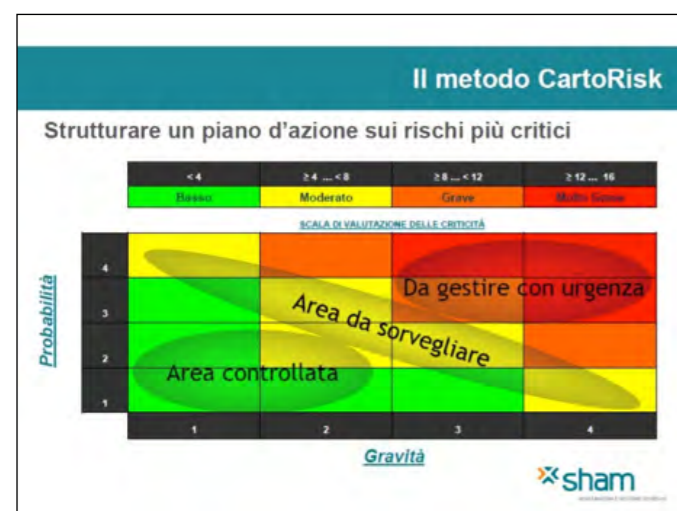 Il metodo CartoRisk
Strutturare un piano d'azione sui rischi più critici
< 4 ≥ 4 ... < 8 ≥ 8 ... < 12 ≥ 12 ... 16
Basso Moderato Grave Molto Grave
SCALA DI VALUTAZIONE DELLE CRITICITÀ
Probabilità
4
3
2
1
Da gestire con urgenza
Area da sorvegliare
Area controllata
1 2 3 4
Gravità
sham